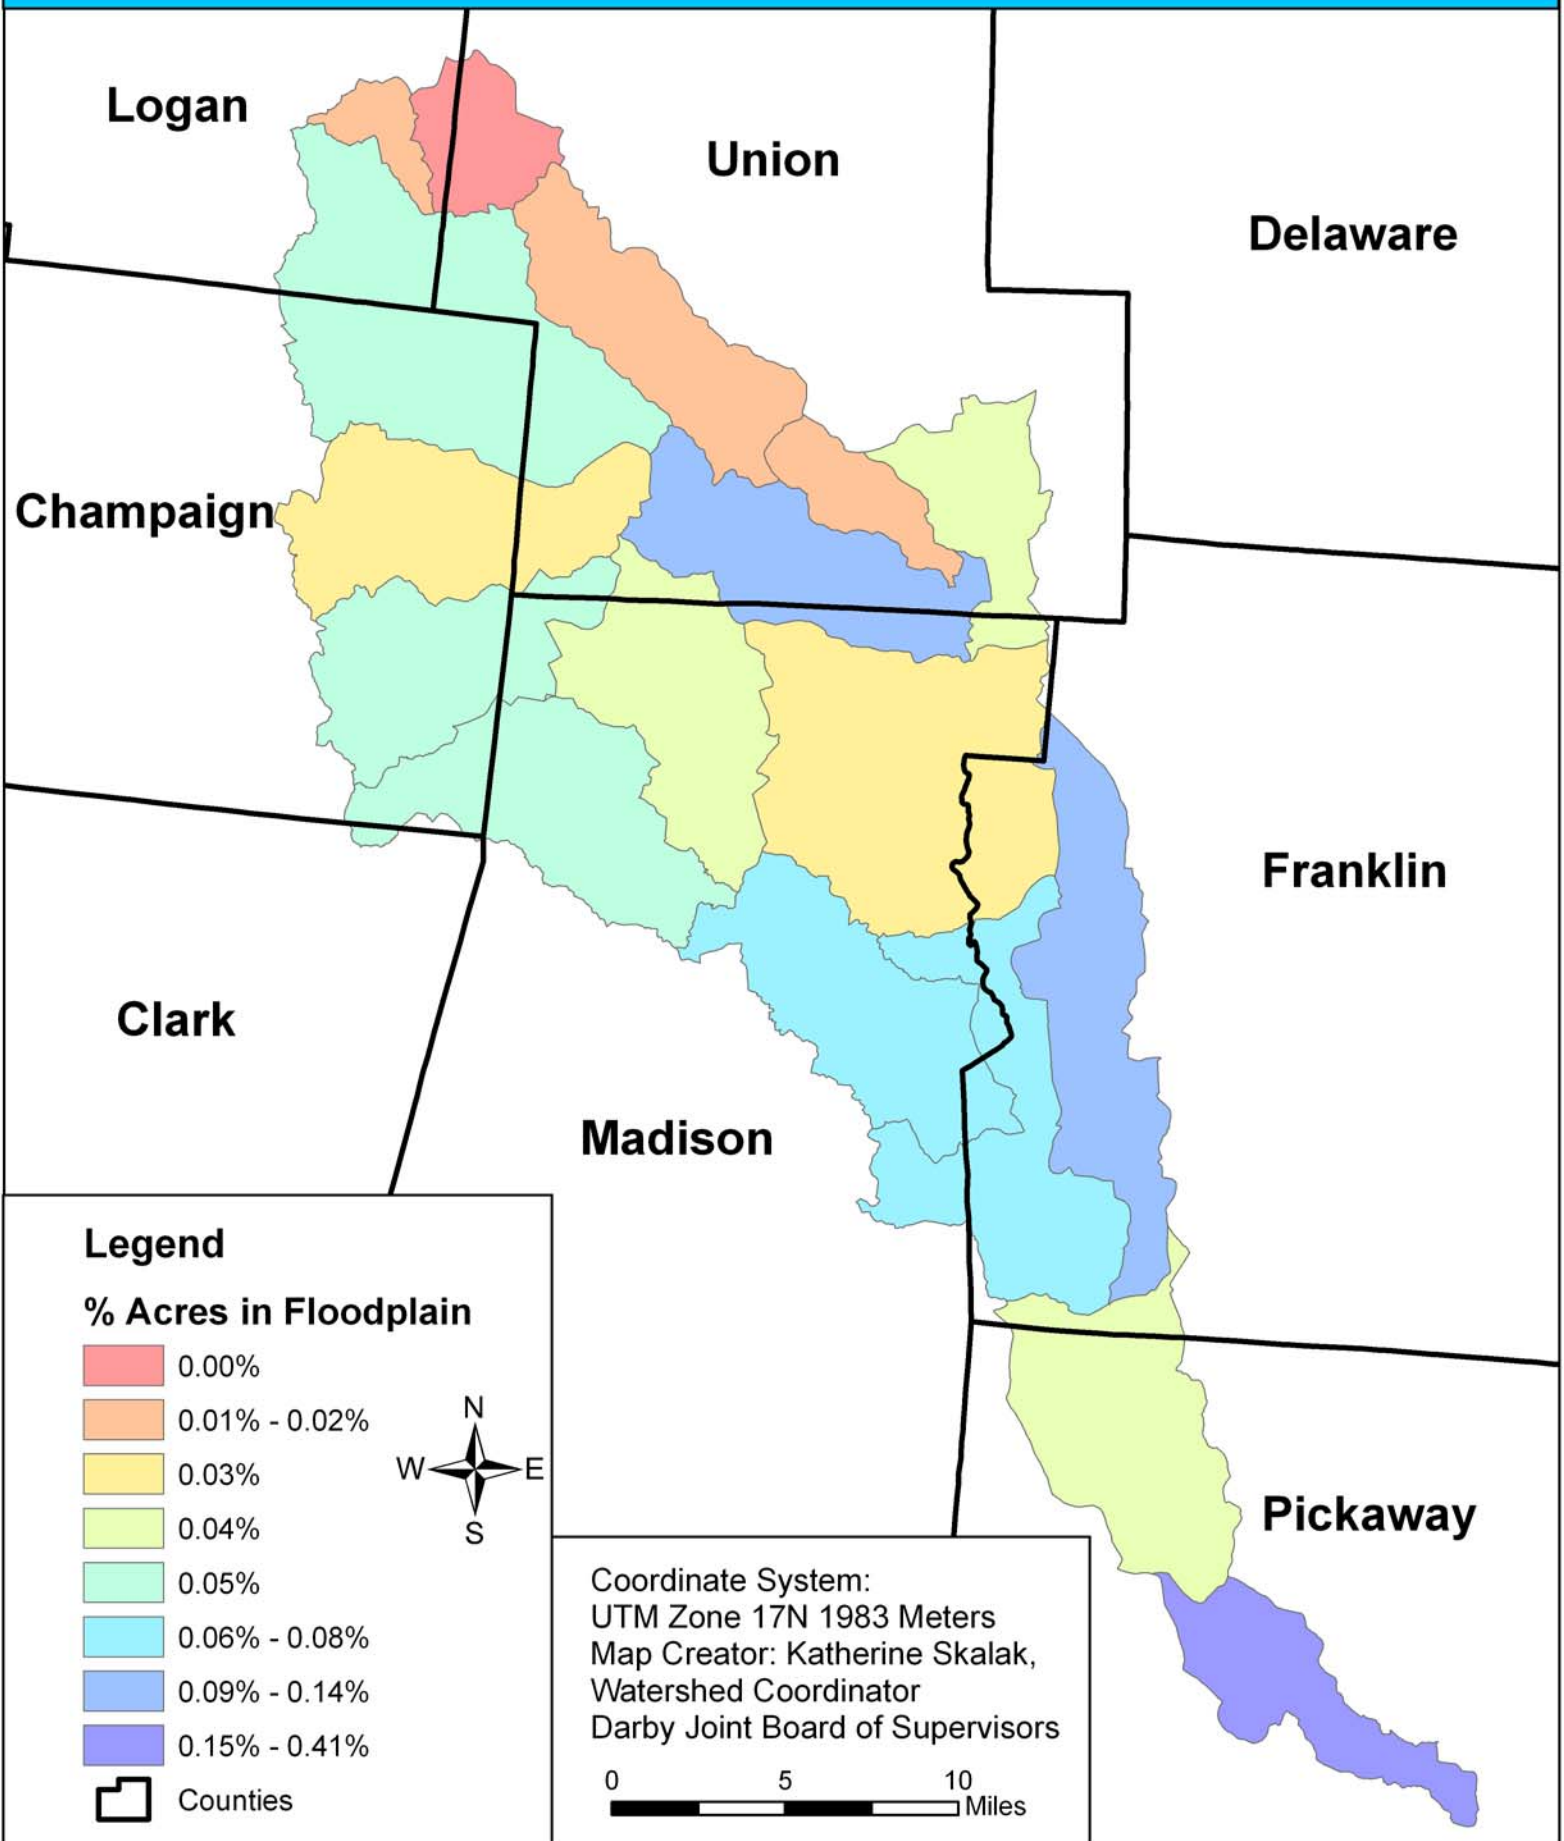 Logan
Union
Delaware
Champaign
Franklin
Clark
Madison
Pickaway
Legend
% Acres in Floodplain
0.00%
0.01% - 0.02%
0.03%
0.04%
0.05%
0.06% - 0.08%
0.09% - 0.14%
0.15% - 0.41%
Counties
N
W E
S
Coordinate System:
UTM Zone 17N 1983 Meters
Map Creator: Katherine Skalak,
Watershed Coordinator
Darby Joint Board of Supervisors
0 5 10
Miles